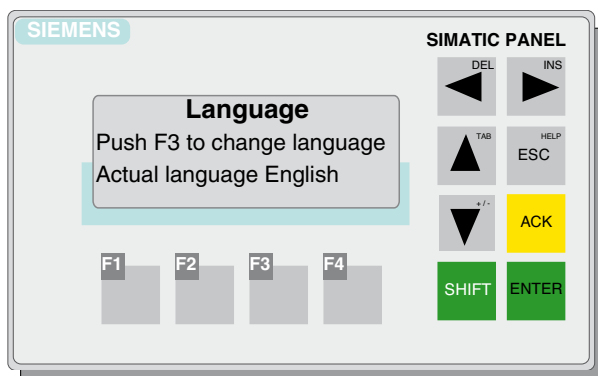 SIEMENS
SIMATIC PANEL
DEL
INS
Language
Push F3 to change language
Actual language English
TAB
HELP
ESC
+/-
ACK
F1 F2 F3 F4
SHIFT
ENTER